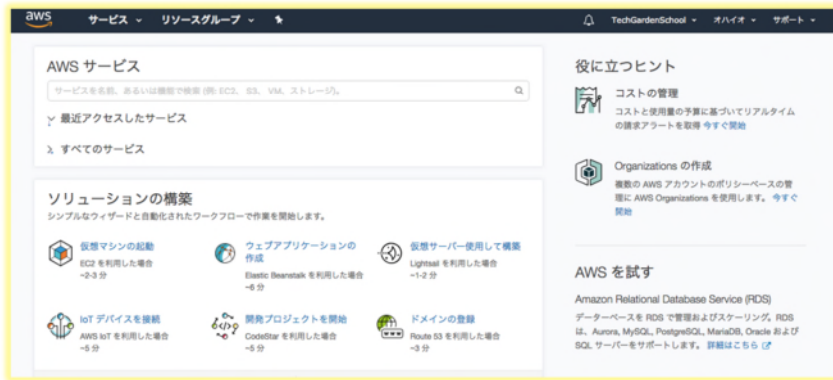 aws
サービス
リソースグループ
TechGardenSchool
オハイオ
サポート
AWS サービス
サービスを名前、あるいは機能で検索 (例: EC2、S3、VM、ストレージ)。
最近アクセスしたサービス
すべてのサービス
ソリューションの構築
シンプルなウィザードと自動化されたワークフローで作業を開始します。
仮想マシンの起動
EC2 を利用した場合
~2-3 分
ウェブアプリケーションの
作成
Elastic Beanstalk を利用した場合
~6 分
仮想サーバー使用して構築
Lightsail を利用した場合
~1-2 分
IoT デバイスを接続
AWS IoT を利用した場合
~5 分
開発プロジェクトを開始
CodeStar を利用した場合
~5 分
ドメインの登録
Route 53 を利用した場合
~3 分
役に立つヒント
コストの管理
コストと使用量の予算に基づいてリアルタイム
の請求アラートを取得 今すぐ開始
Organizations の作成
複数の AWS アカウントのポリシーベースの管
理に AWS Organizations を使用します。 今すぐ
開始
AWS を試す
Amazon Relational Database Service (RDS)
データーベースを RDS で管理およびスケーリング。RDS
は、Aurora, MySQL, PostgreSQL, MariaDB, Oracle および
SQL サーバーをサポートします。 詳細はこちら